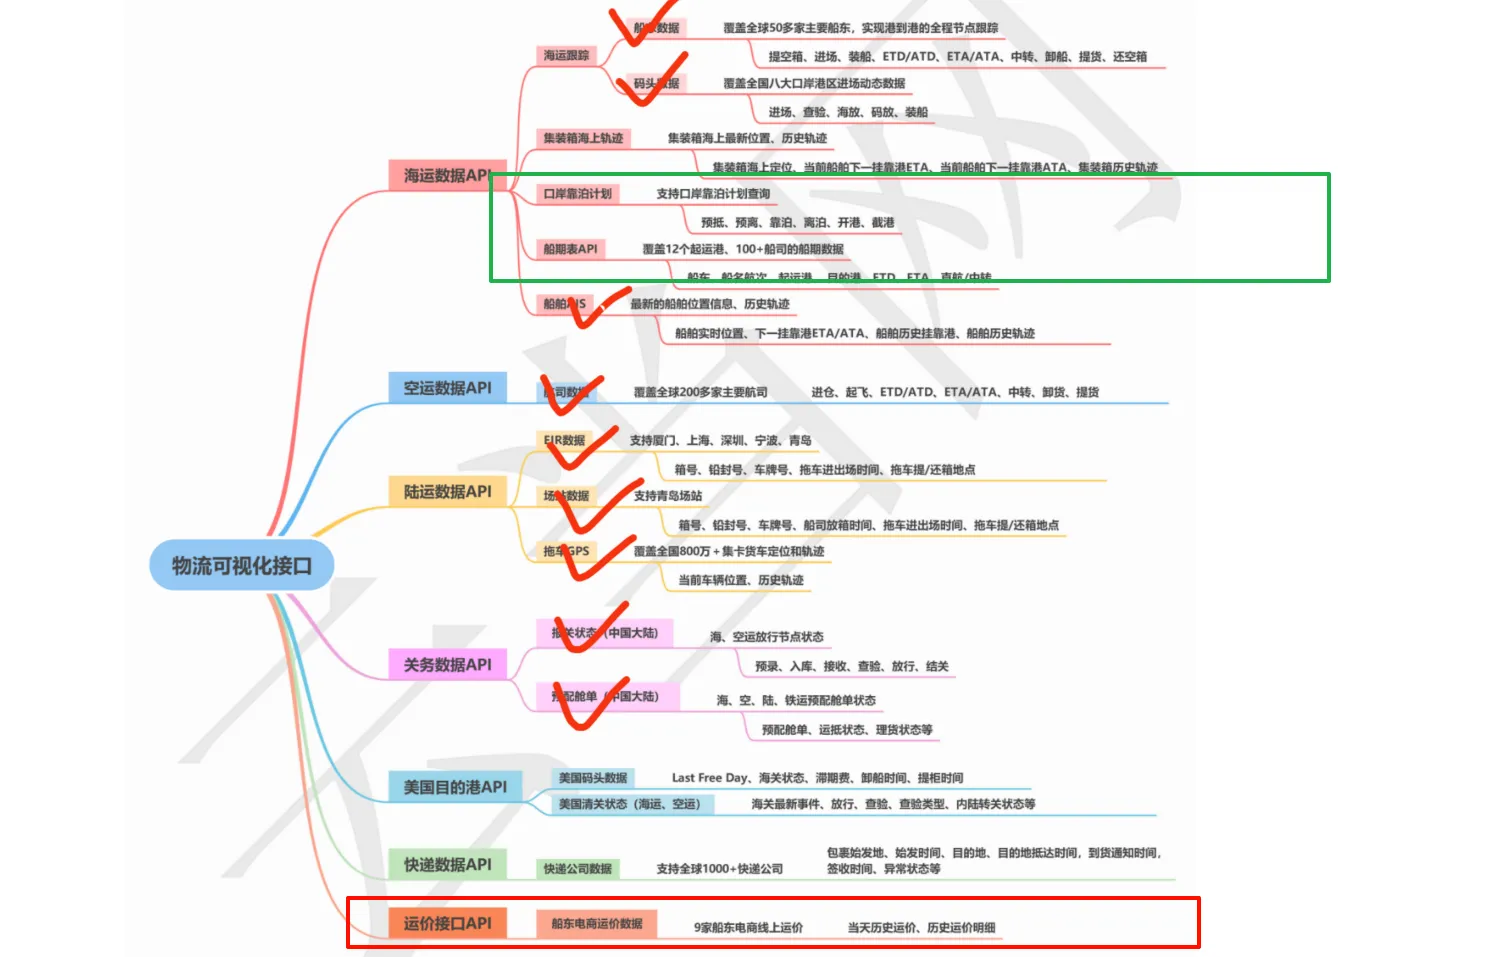 船东数据 覆盖全球50多家主要船东，实现港到港的全程节点跟踪
海运跟踪
提空箱、进场、装船、ETD/ATD、ETA/ATA、中转、卸船、提货、还空箱
码头数据 覆盖全国八大口岸港区进场动态数据
进场、查验、海放、码放、装船
集装箱海上轨迹 集装箱海上最新位置、历史轨迹
集装箱海上定位、当前船舶下一挂靠港ETA、当前船舶下一挂靠港ATA、集装箱历史轨迹
海运数据API
口岸靠泊计划 支持口岸靠泊计划查询
预抵、预离、靠泊、离泊、开港、截港
船期表API 覆盖12个起运港、100+船司的船期数据
船东、船名航次、起运港、目的港、ETD、ETA、直航/中转
船舶AIS 最新的船舶位置信息、历史轨迹
船舶实时位置、下一挂靠港ETA/ATA、船舶历史挂靠港、船舶历史轨迹
空运数据API
航司数据 覆盖全球200多家主要航司 进仓、起飞、ETD/ATD、ETA/ATA、中转、卸货、提货
EIR数据 支持厦门、上海、深圳、宁波、青岛
箱号、铅封号、车牌号、拖车进出场时间、拖车提/还箱地点
陆运数据API
场站数据 支持青岛场站
箱号、铅封号、车牌号、船司放箱时间、拖车进出场时间、拖车提/还箱地点
拖车GPS 覆盖全国800万＋集卡货车定位和轨迹
物流可视化接口
当前车辆位置、历史轨迹
报关状态（中国大陆） 海、空运放行节点状态
关务数据API
预录、入库、接收、查验、放行、结关
预配舱单（中国大陆） 海、空、陆、铁运预配舱单状态
预配舱单、运抵状态、理货状态等
美国目的港API
美国码头数据 Last Free Day、海关状态、滞期费、卸船时间、提柜时间
美国清关状态（海运、空运） 海关最新事件、放行、查验、查验类型、内陆转关状态等
快递数据API
快递公司数据 支持全球1000+快递公司 包裹始发地、始发时间、目的地、目的地抵达时间，到货通知时间，
签收时间、异常状态等
运价接口API
船东电商运价数据 9家船东电商线上运价 当天历史运价、历史运价明细